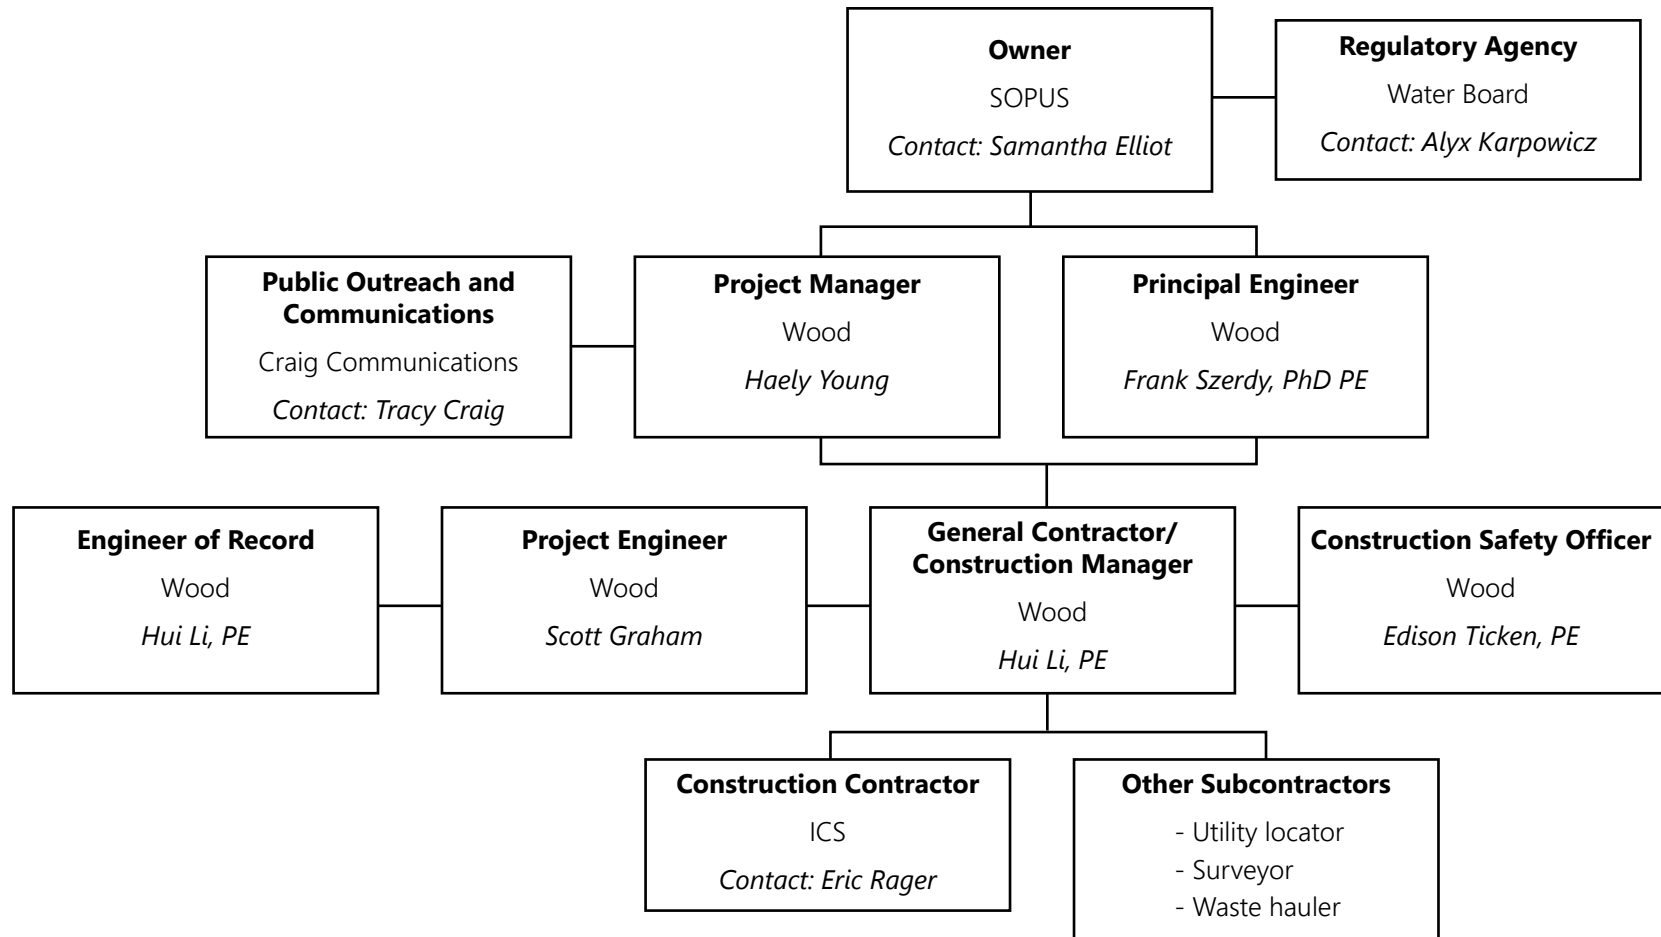 Owner
SOPUS
Contact: Samantha Elliot
Regulatory Agency
Water Board
Contact: Alyx Karpowicz
Public Outreach and
Communications
Craig Communications
Contact: Tracy Craig
Project Manager
Wood
Haely Young
Principal Engineer
Wood
Frank Szerdy, PhD PE
Engineer of Record
Wood
Hui Li, PE
Project Engineer
Wood
Scott Graham
General Contractor/
Construction Manager
Wood
Hui Li, PE
Construction Safety Officer
Wood
Edison Ticken, PE
Construction Contractor
ICS
Contact: Eric Rager
Other Subcontractors
- Utility locator
- Surveyor
- Waste hauler